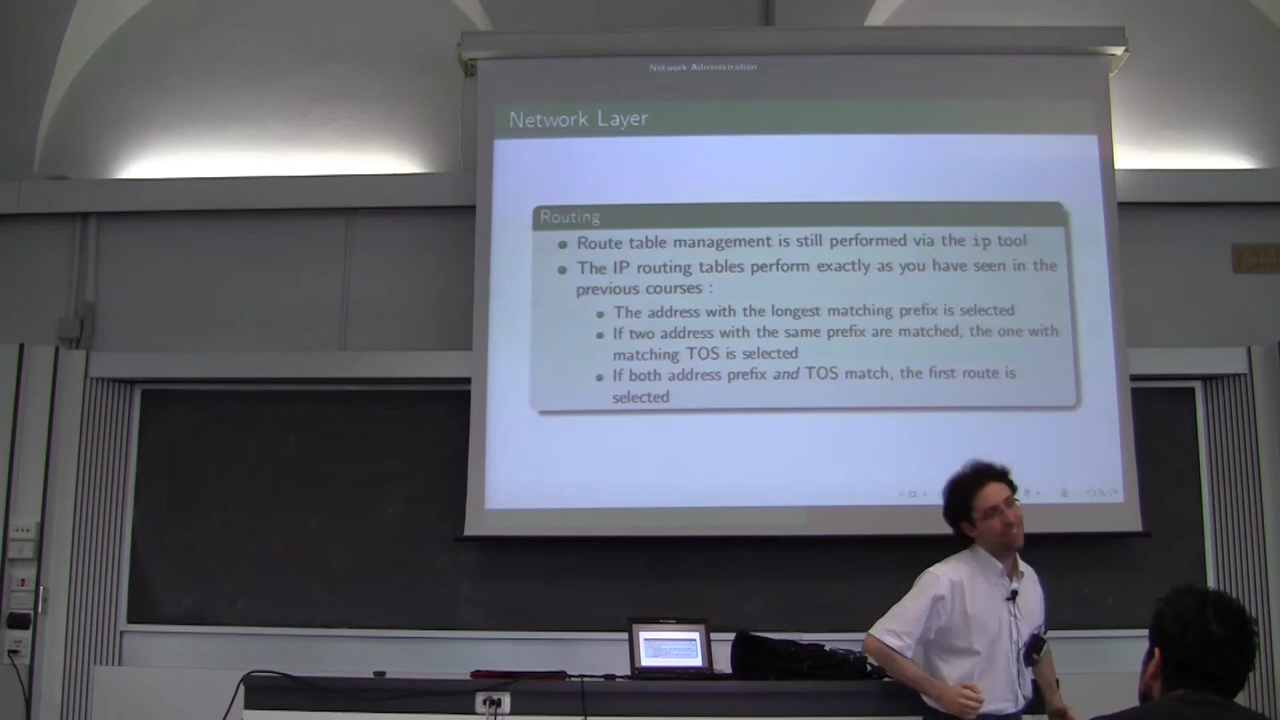 Network Administration
Network Layer
Routing
Route table management is still performed via the ip tool
The IP routing tables perform exactly as you have seen in the
previous courses :
The address with the longest matching prefix is selected
If two address with the same prefix are matched, the one with
matching TOS is selected
If both address prefix and TOS match, the first route is
selected